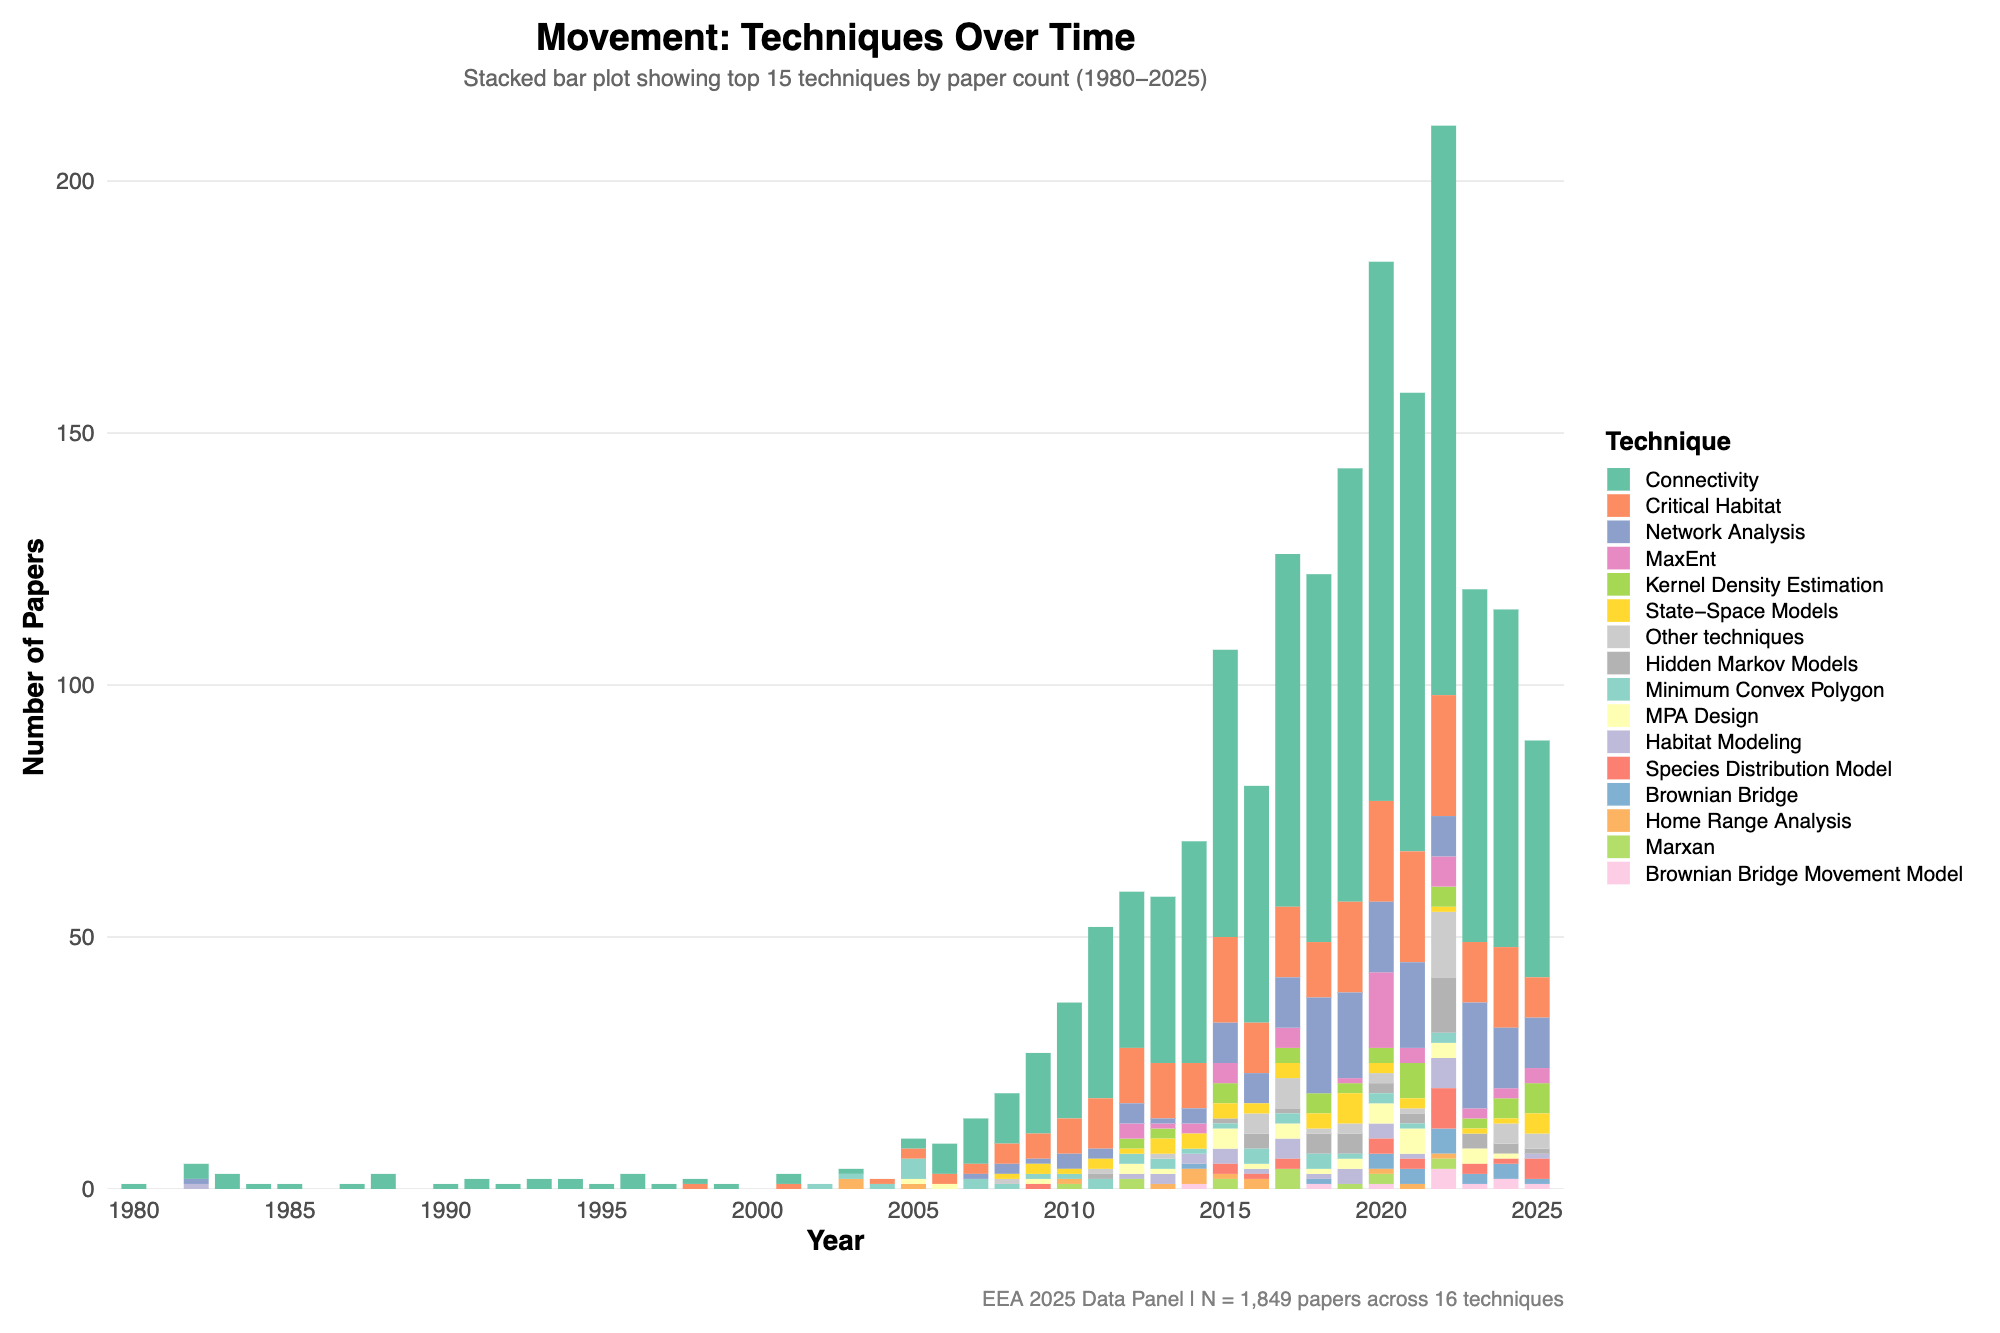 Movement: Techniques Over Time
Stacked bar plot showing top 15 techniques by paper count (1980–2025)
200
150
100
50
0
Number of Papers
1980 1985 1990 1995 2000 2005 2010 2015 2020 2025
Year
Technique
Connectivity
Critical Habitat
Network Analysis
MaxEnt
Kernel Density Estimation
State–Space Models
Other techniques
Hidden Markov Models
Minimum Convex Polygon
MPA Design
Habitat Modeling
Species Distribution Model
Brownian Bridge
Home Range Analysis
Marxan
Brownian Bridge Movement Model
EEA 2025 Data Panel | N = 1,849 papers across 16 techniques